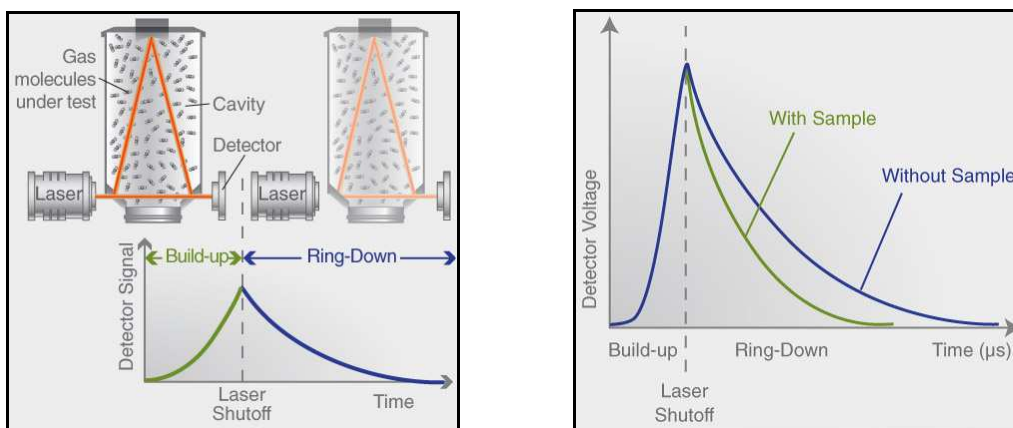 Gas
molecules
under test
Cavity
Detector
Laser
Laser
Build-up
Ring-Down
Detector Signal
Laser
Shutoff
Time
With Sample
Without Sample
Detector Voltage
Build-up
Ring-Down
Time (µs)
Laser
Shutoff